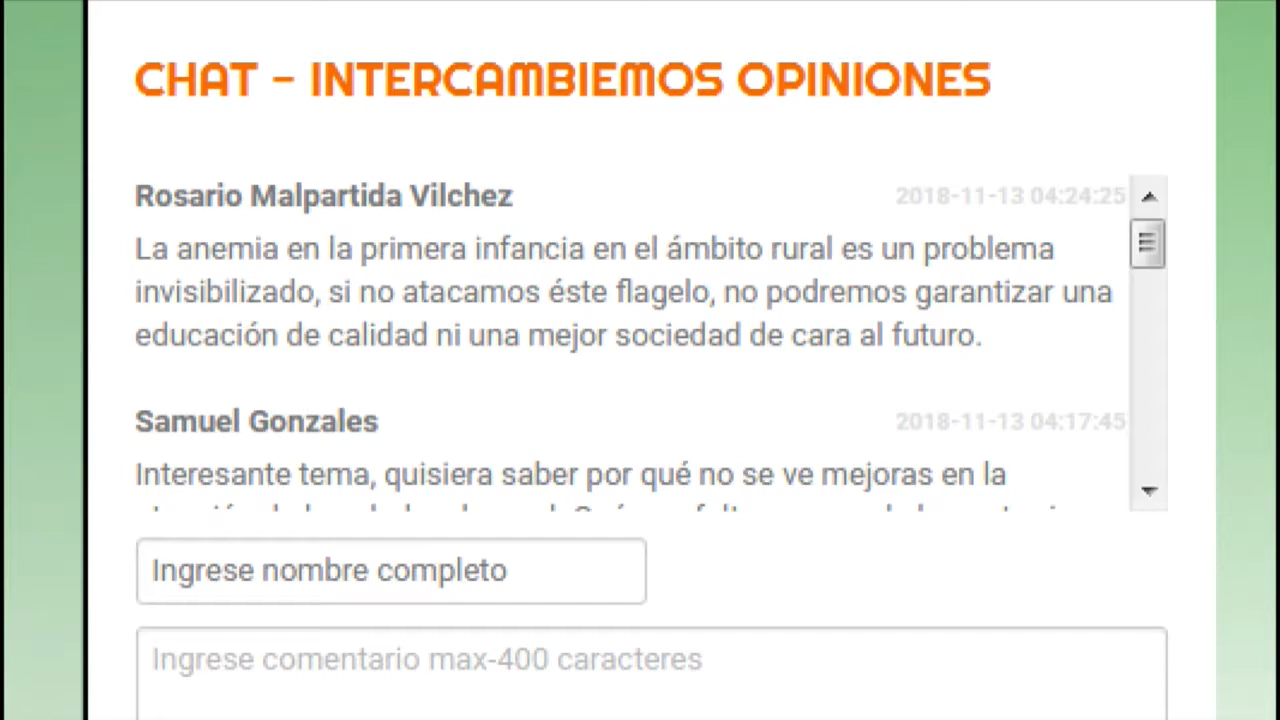 CHAT - INTERCAMBIEMOS OPINIONES
Rosario Malpartida Vilchez 2018-11-13 04:24:25
La anemia en la primera infancia en el ámbito rural es un problema
invisibilizado, si no atacamos éste flagelo, no podremos garantizar una
educación de calidad ni una mejor sociedad de cara al futuro.
Samuel Gonzales 2018-11-13 04:17:45
Interesante tema, quisiera saber por qué no se ve mejoras en la
Ingrese nombre completo
Ingrese comentario max-400 caracteres